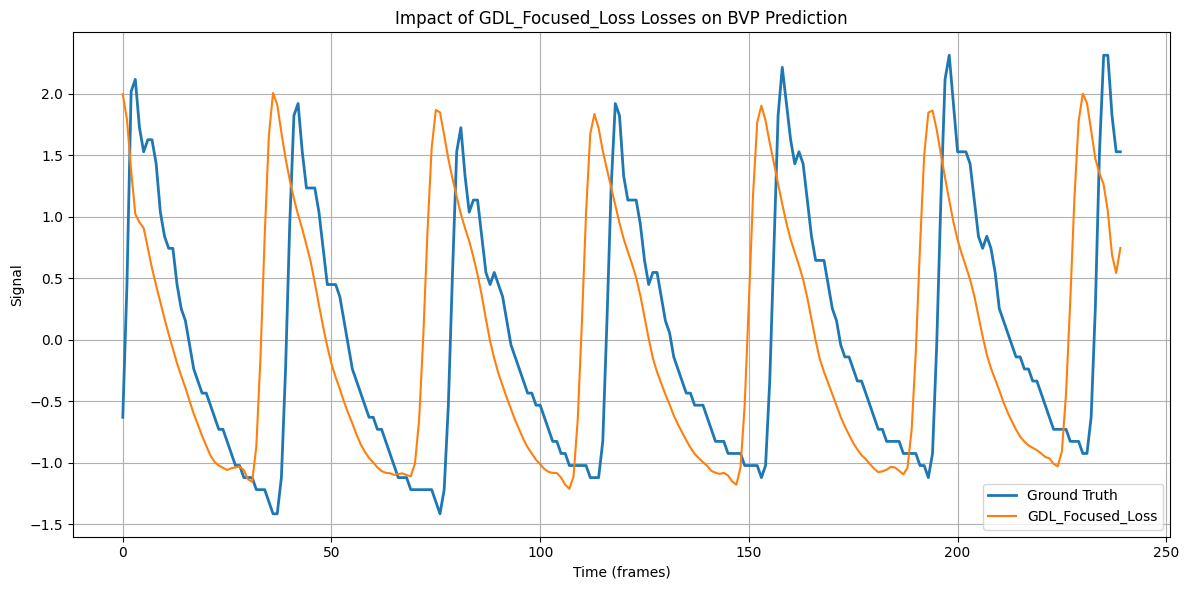 Impact of GDL_Focused_Loss Losses on BVP Prediction
Signal
2.0
1.5
1.0
0.5
0.0
−0.5
−1.0
−1.5
0
50
100
150
200
250
Time (frames)
Ground Truth
GDL_Focused_Loss